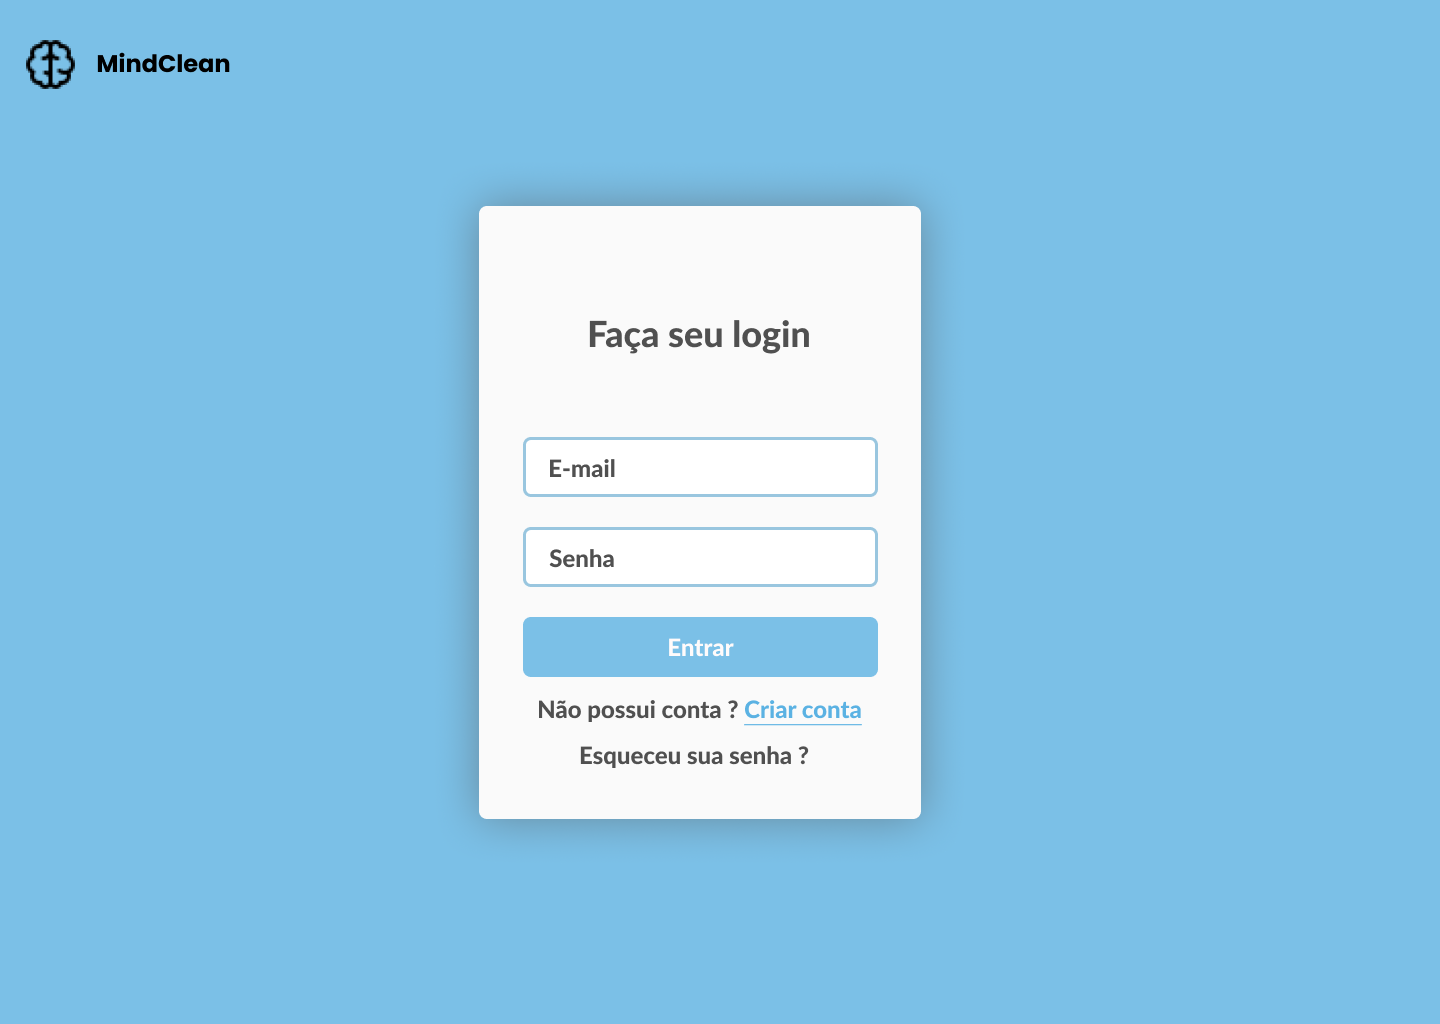 MindClean
Faça seu login
E-mail
Senha
Entrar
Não possui conta ? Criar conta
Esqueceu sua senha ?